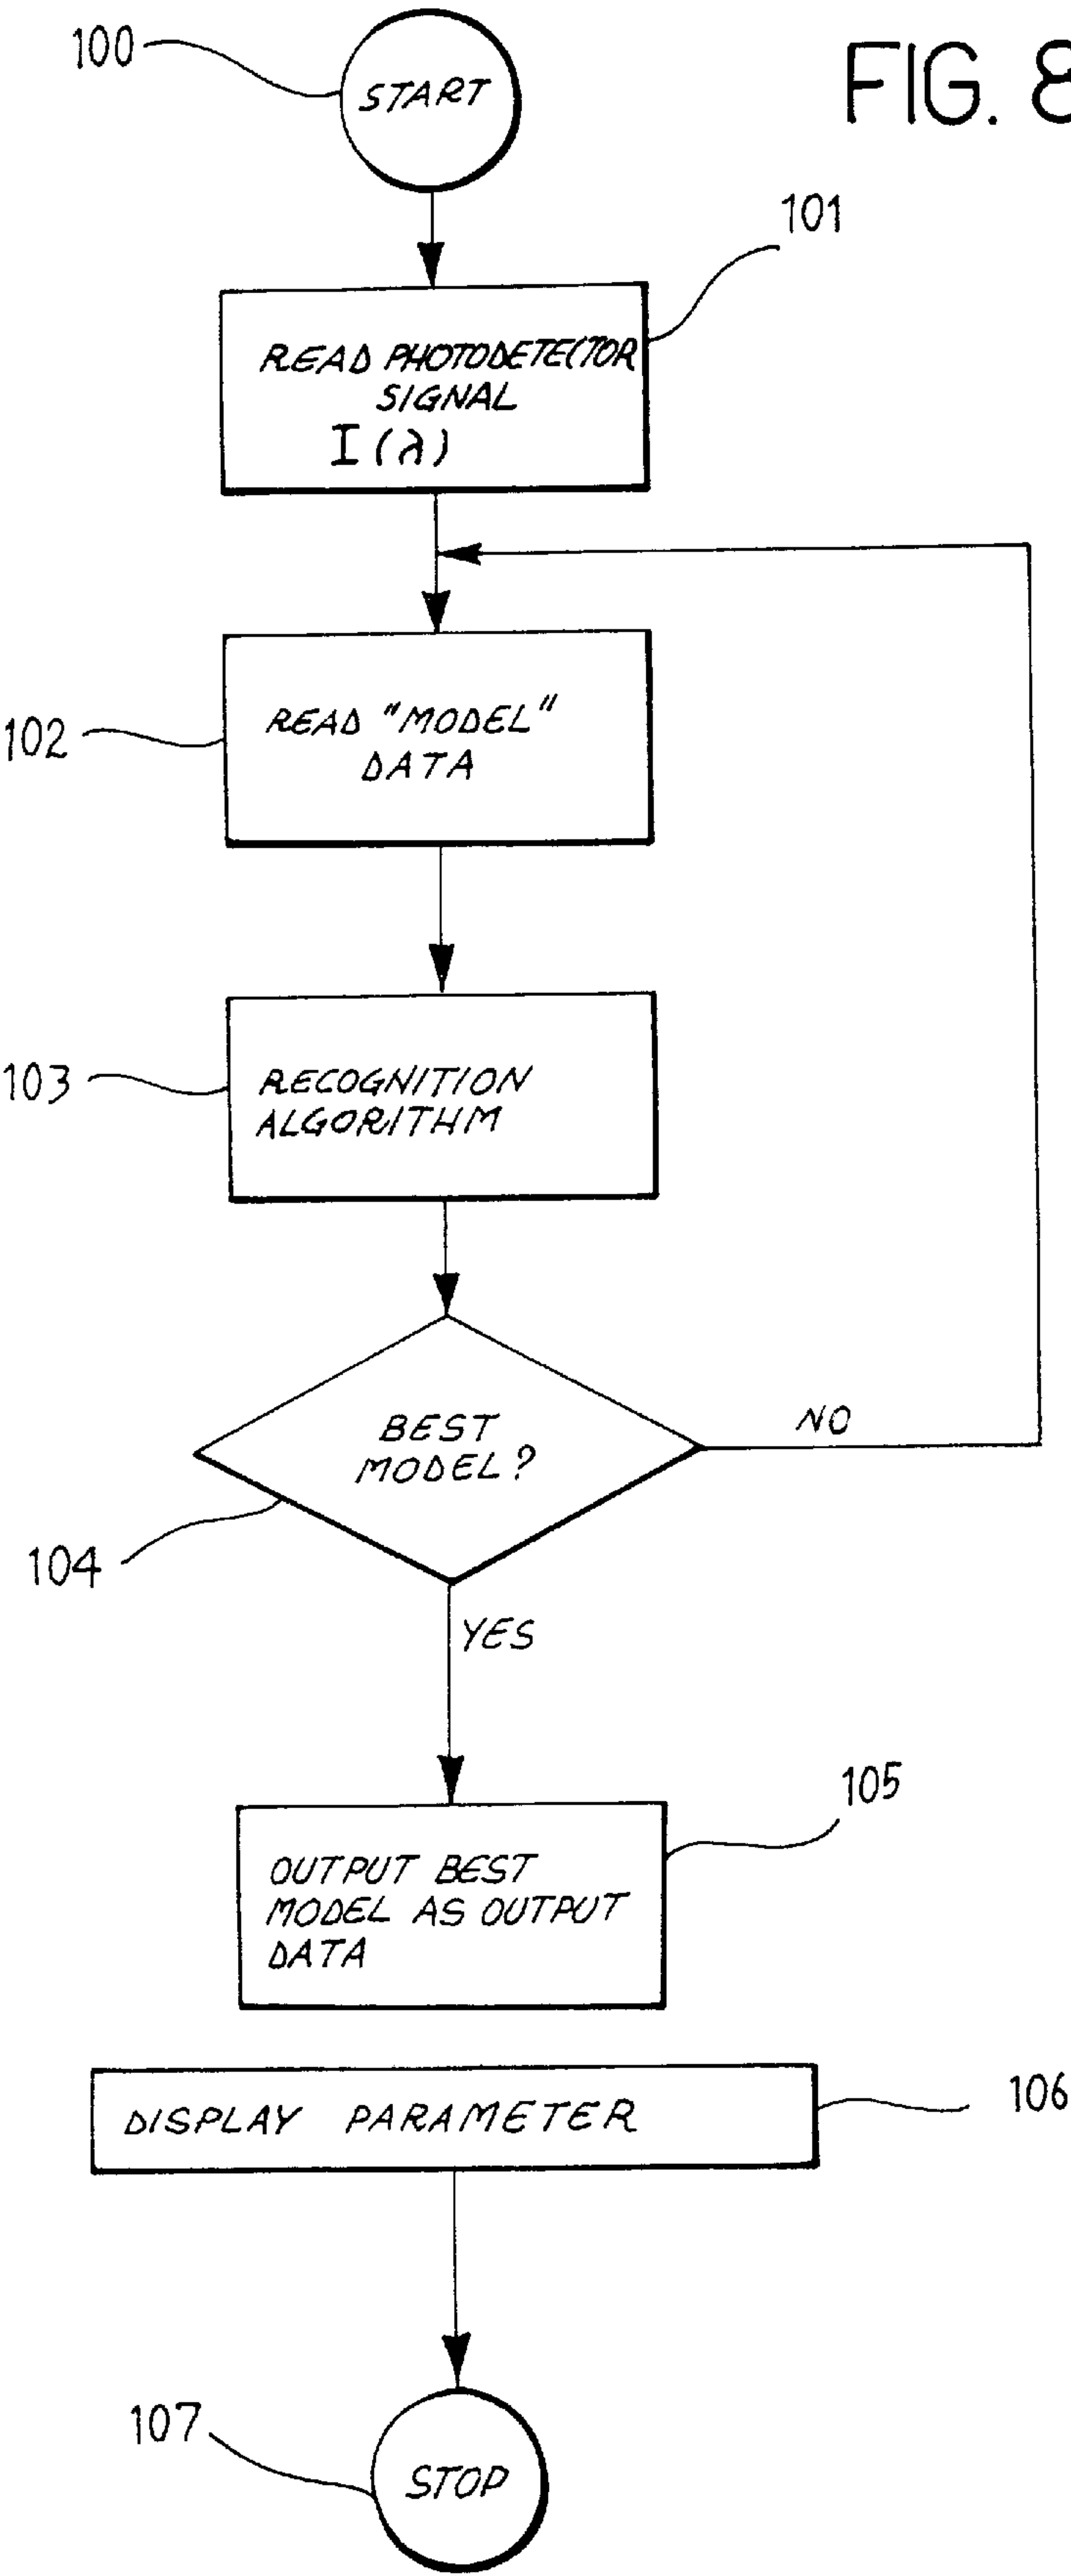 FIG. 8
100
START
101
READ PHOTODETECTOR
SIGNAL
I(λ)
102
READ "MODEL"
DATA
103
RECOGNITION
ALGORITHM
BEST
MODEL?
NO
104
YES
105
OUTPUT BEST
MODEL AS OUTPUT
DATA
106
DISPLAY PARAMETER
107
STOP